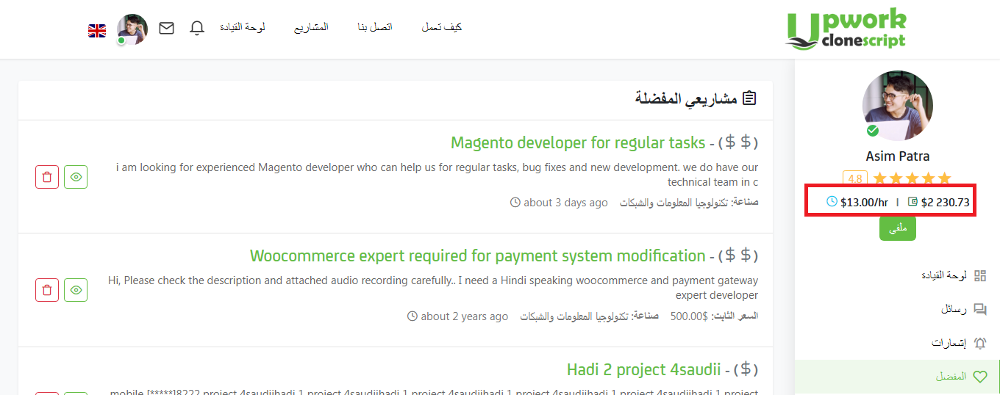 Upwork
clonescript
كيف تعمل
اتصل بنا
المشاريع
لوحة القيادة
Asim Patra
4.8
$13.00/hr | $2 230.73
ملفي
لوحة القيادة
رسائل
إشعارات
المفضل
مشاريعي المفضلة
Magento developer for regular tasks - ($ $)
i am looking for experienced Magento developer who can help us for regular tasks, bug fixes and new development. we do have our
technical team in c
صناعة: تكنولوجيا المعلومات والشبكات about 3 days ago
Woocommerce expert required for payment system modification - ($ $)
Hi, Please check the description and attached audio recording carefully.. I need a Hindi speaking woocommerce and payment gateway
expert developer
السعر الثابت: $500.00 صناعة: تكنولوجيا المعلومات والشبكات about 2 years ago
Hadi 2 project 4saudii - ($)
mobile [*****]8222 project 4saudiihadi 1 project 4saudiihadi 1 project 4saudiihadi 1 project 4saudiihadi 1 project 4saudiihadi 1 project